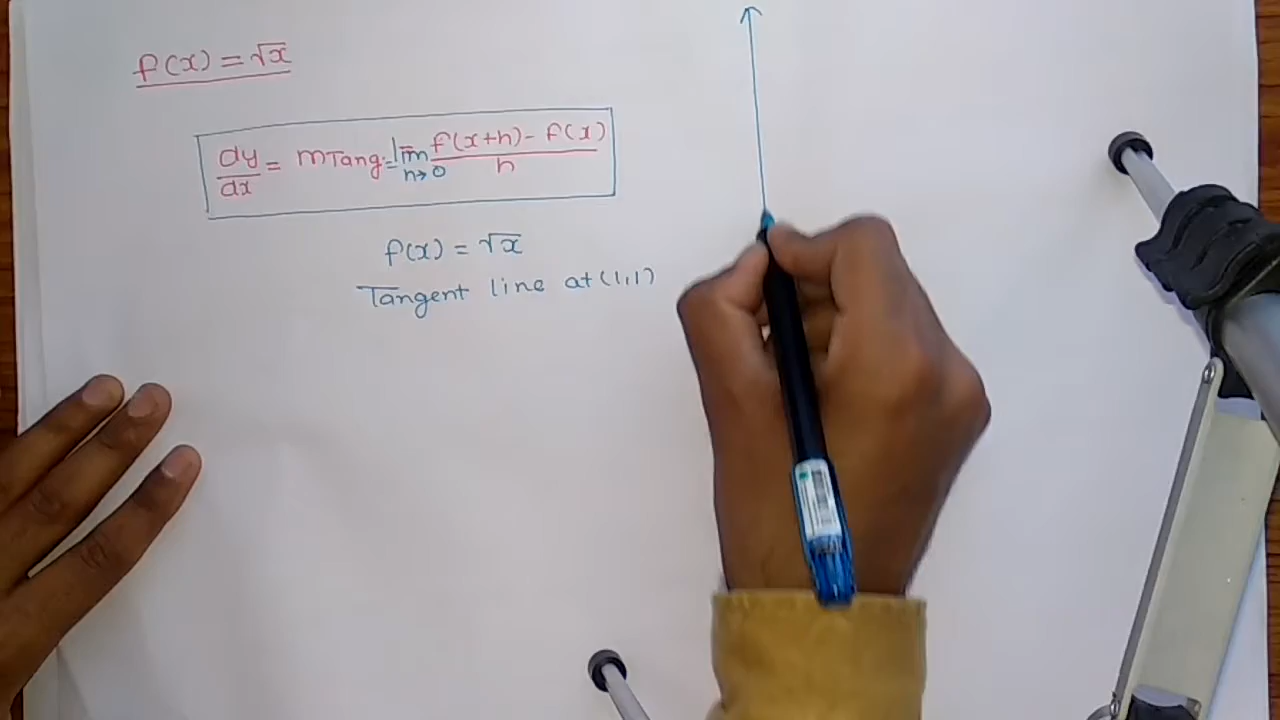 f(x) = √x
dy/dx = mTang = lim h→0 f(x+h) - f(x) / h
f(x) = √x
Tangent line at (1,1)